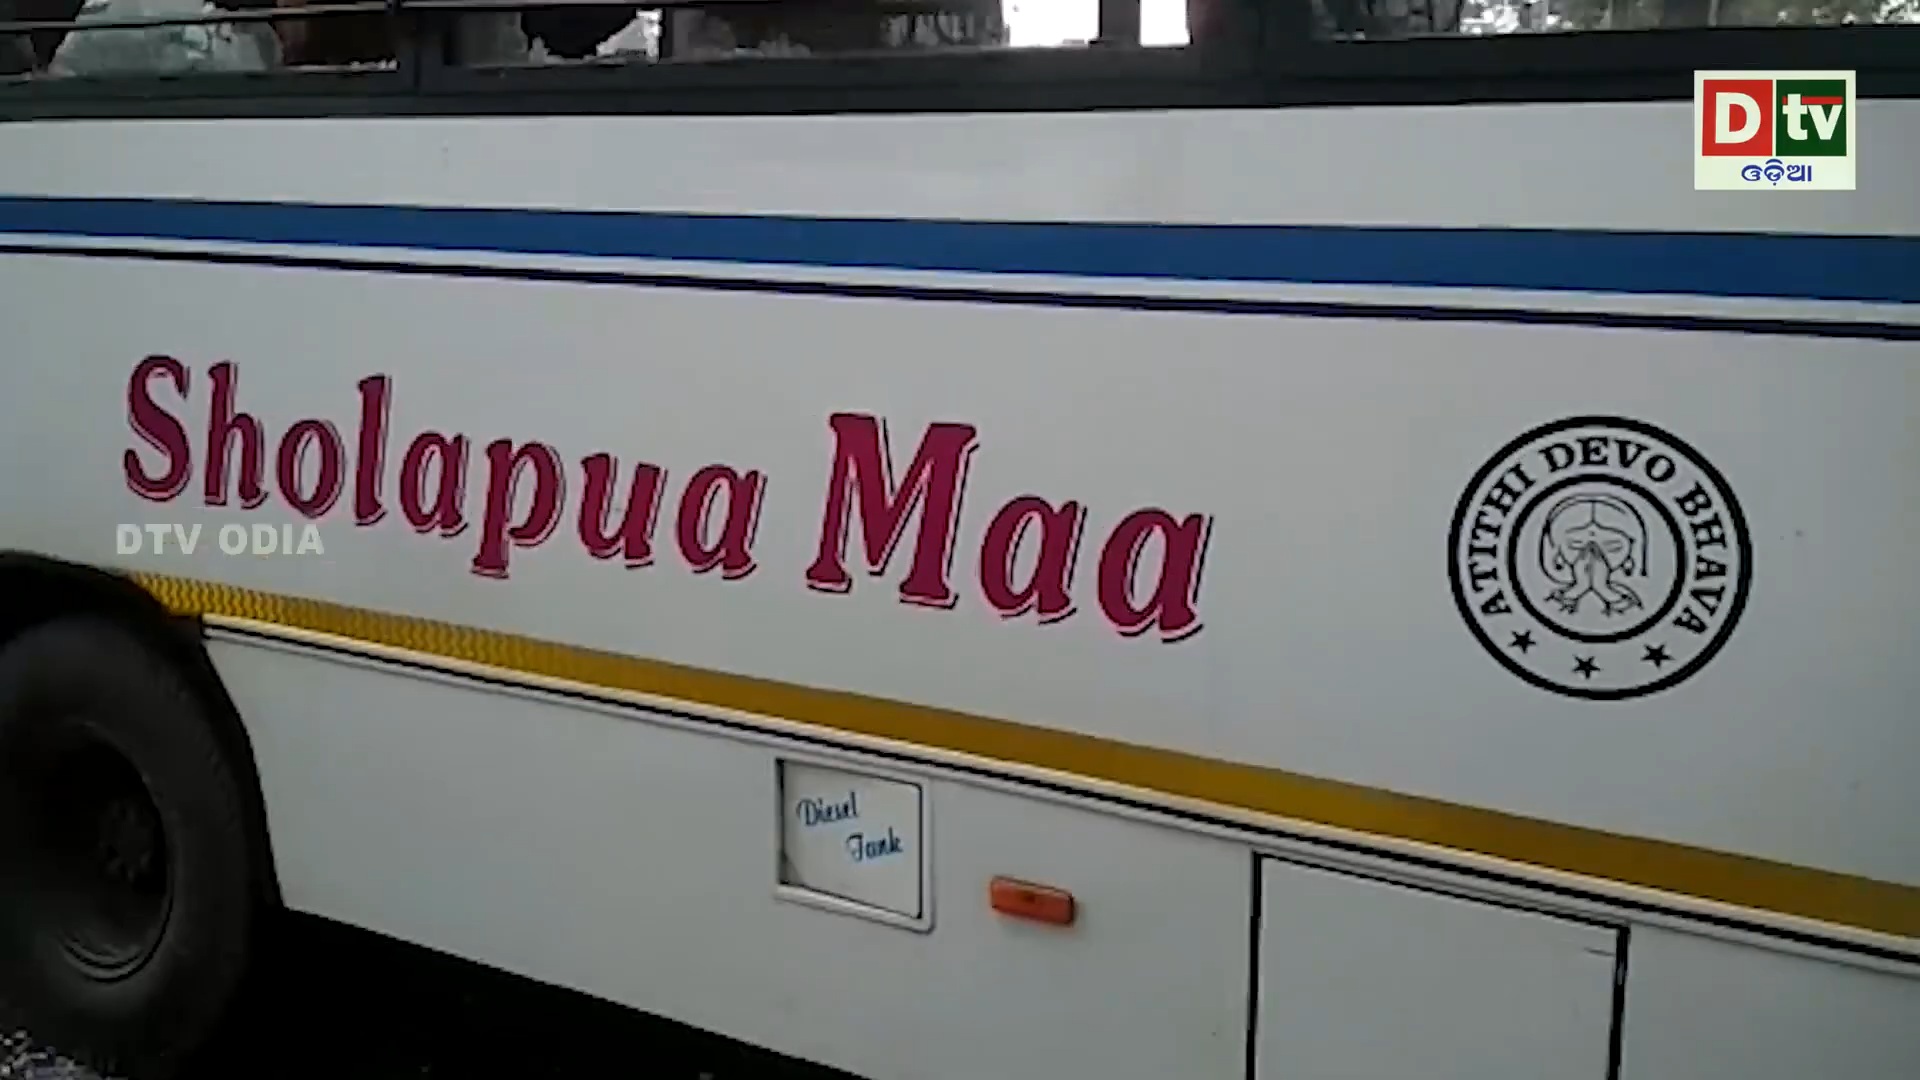 Dtv
ଓଡ଼ିଆ
Sholapua Maa
DTV ODIA
ATITHI DEVO BHAVA
Diesel
Tank